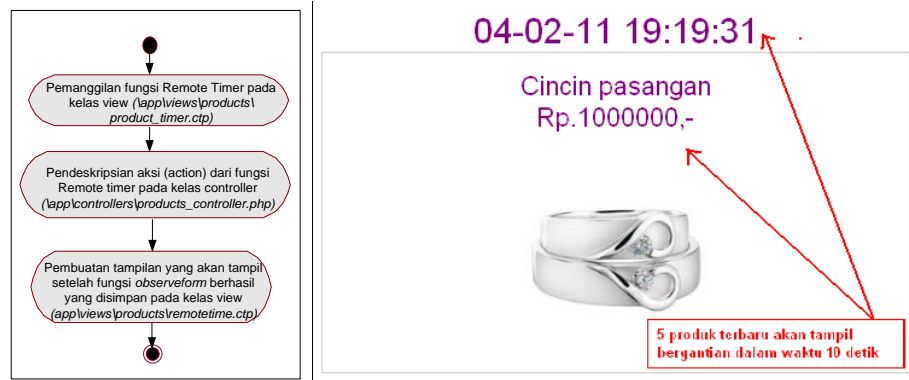 Pemanggilan fungsi Remote Timer pada
kelas view (\app\views\products\
product_timer.ctp)
Pendeskripsian aksi (action) dari fungsi
Remote timer pada kelas controller
(\app\controllers\products_controller.php)
Pembuatan tampilan yang akan tampil
setelah fungsi observeform berhasil
yang disimpan pada kelas view
(app\views\products\remotetime.ctp)
04-02-11 19:19:31
Cincin pasangan
Rp.1000000,-
5 produk terbaru akan tampil
bergantian dalam waktu 10 detik